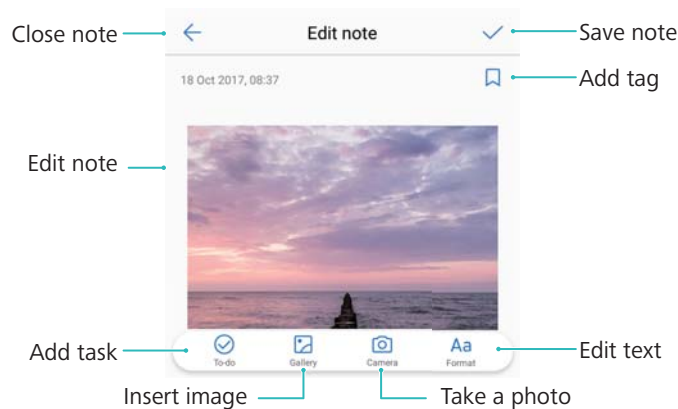 Close note
Edit note
Save note
18 Oct 2017, 08:37
Add tag
Edit note
Add task
To-do
Gallery
Camera
Aa
Format
Edit text
Insert image
Take a photo